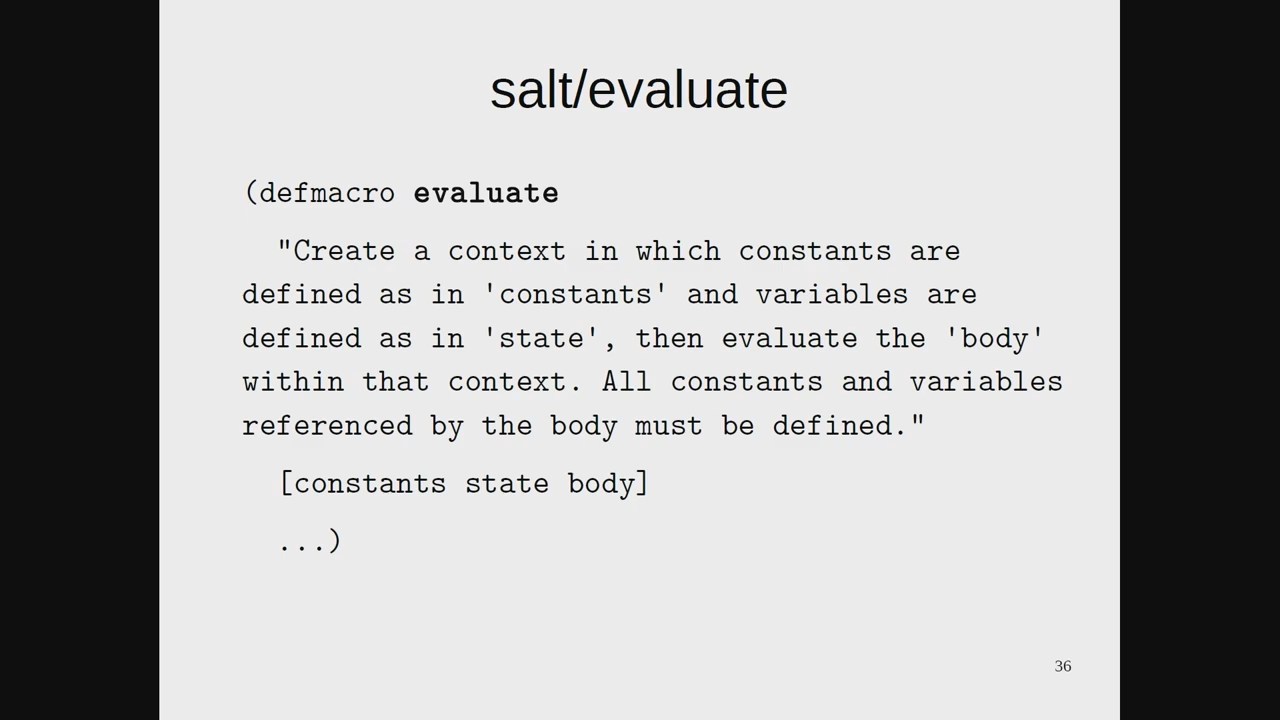 salt/evaluate
(defmacro evaluate
"Create a context in which constants are
defined as in 'constants' and variables are
defined as in 'state', then evaluate the 'body'
within that context. All constants and variables
referenced by the body must be defined."
[constants state body]
...)
36